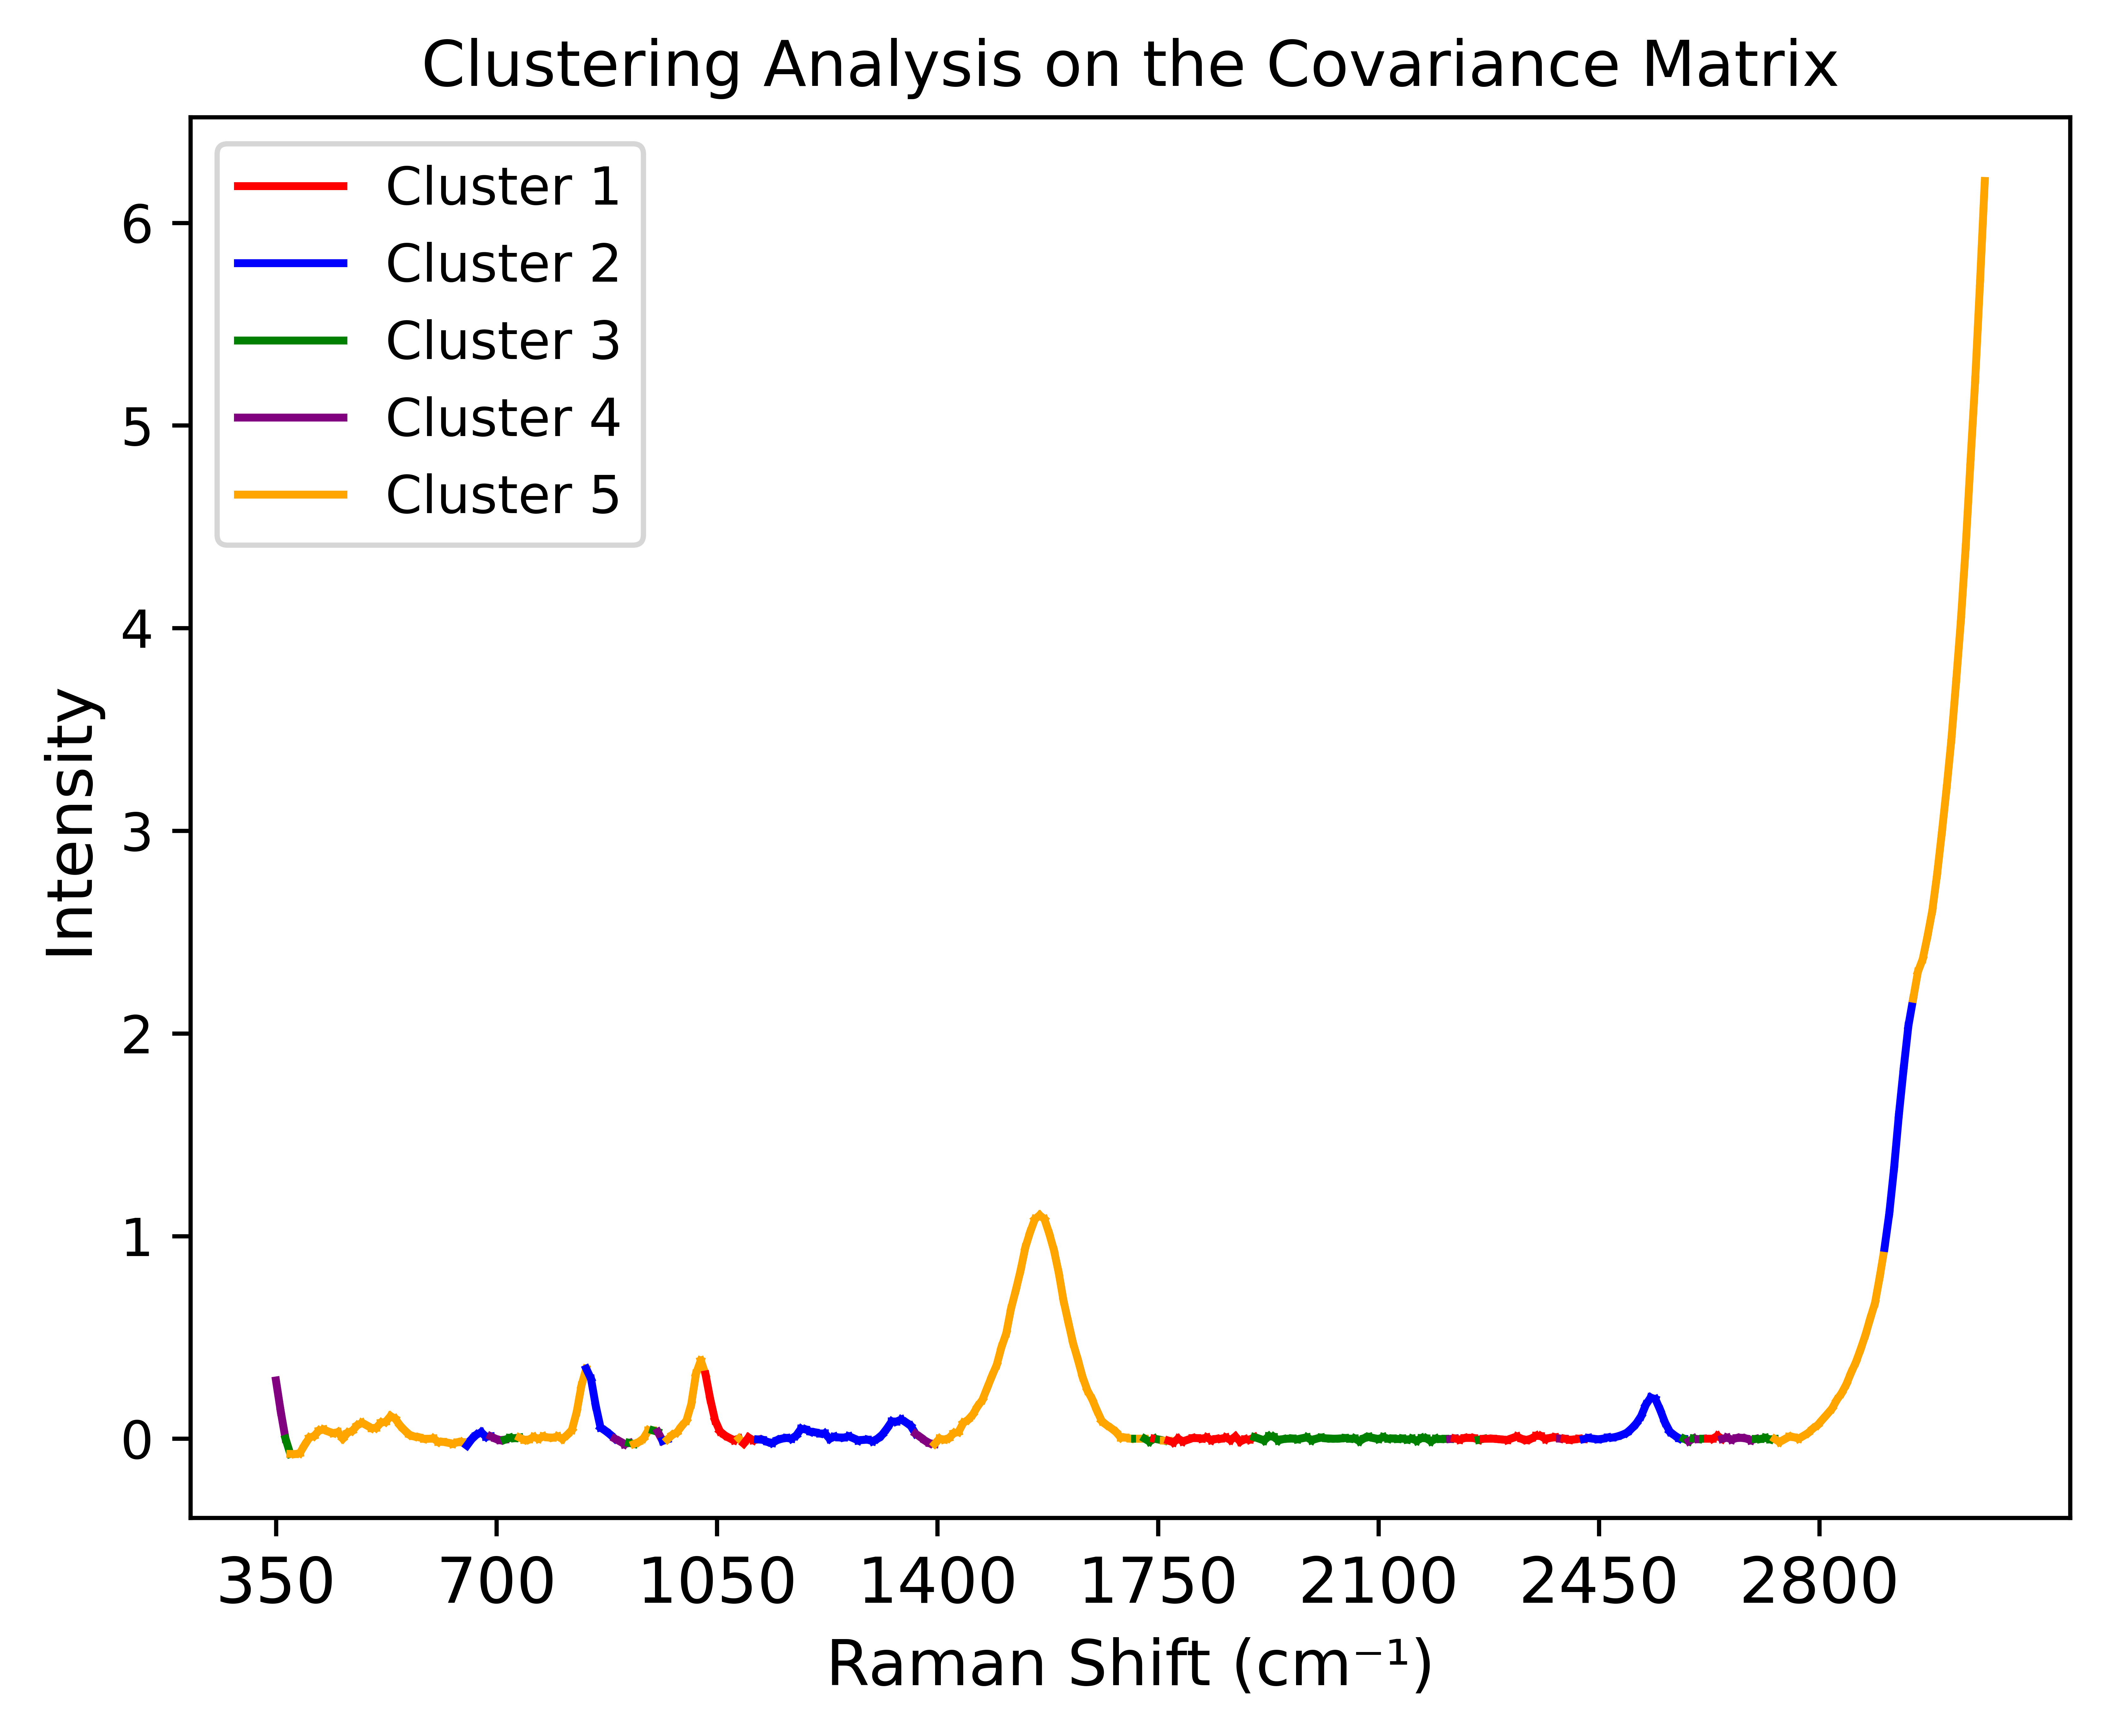 Clustering Analysis on the Covariance Matrix
Cluster 1
Cluster 2
Cluster 3
Cluster 4
Cluster 5
6
5
4
3
2
1
0
Intensity
350 700 1050 1400 1750 2100 2450 2800
Raman Shift (cm⁻¹)